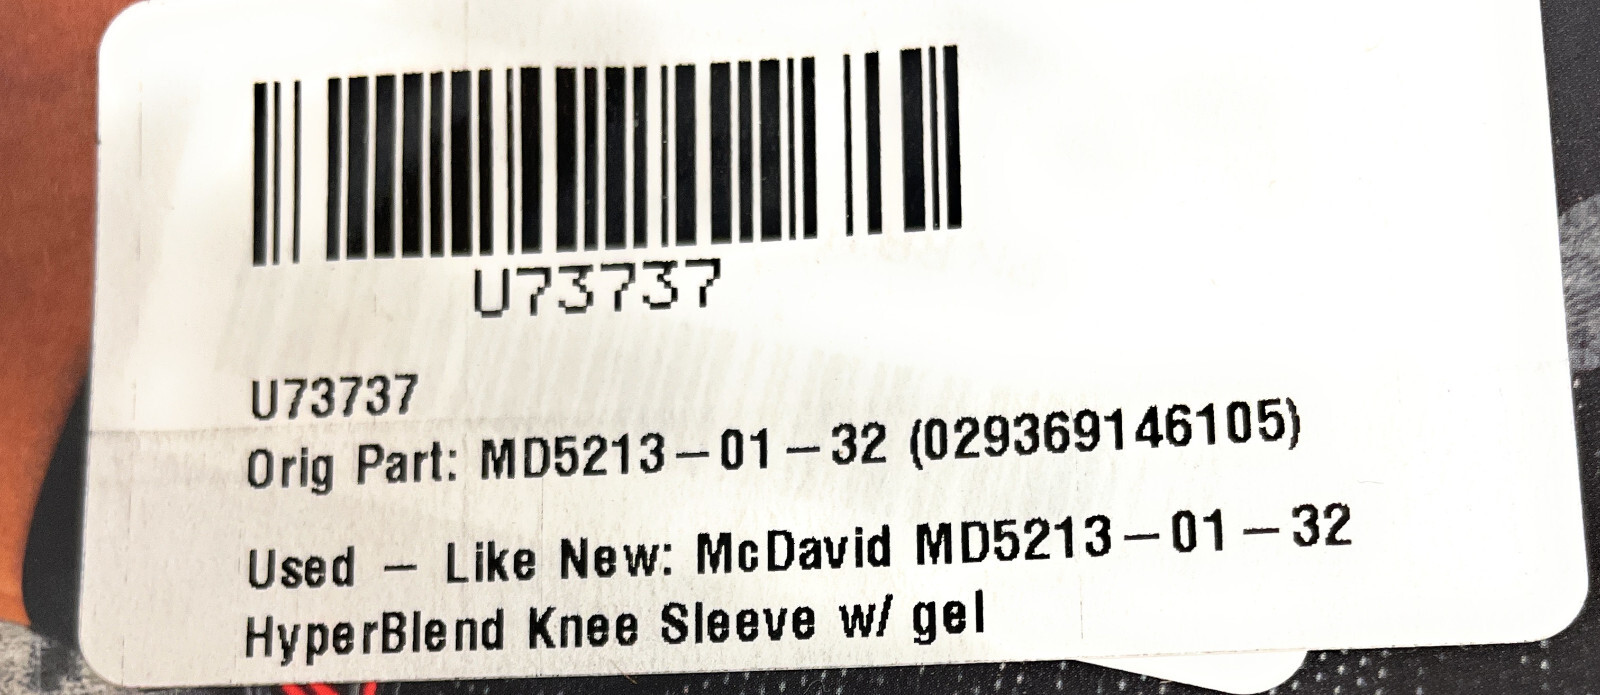 U73737
U73737
Orig Part: MD5213-01-32 (029369146105)
Used - Like New: McDavid MD5213-01-32
HyperBlend Knee Sleeve w/ gel